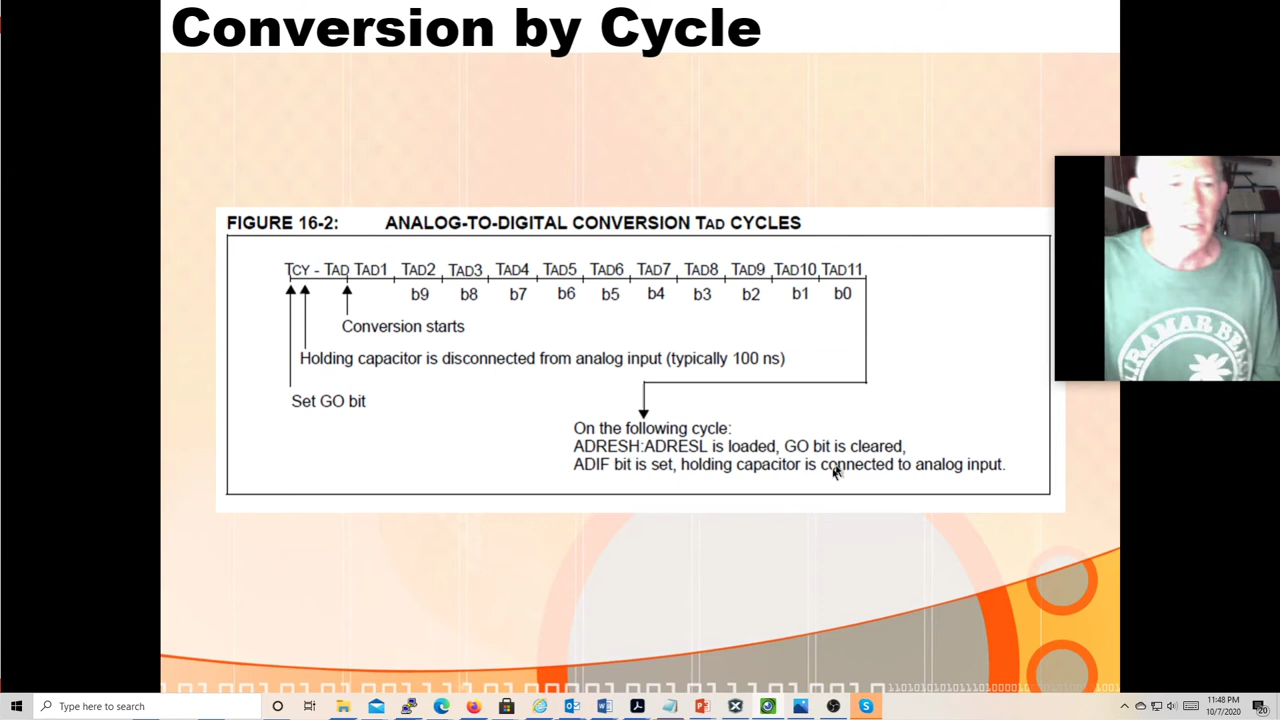 Conversion by Cycle
FIGURE 16-2: ANALOG-TO-DIGITAL CONVERSION TAD CYCLES
TCY - TAD TAD1 TAD2 TAD3 TAD4 TAD5 TAD6 TAD7 TAD8 TAD9 TAD10 TAD11
b9 b8 b7 b6 b5 b4 b3 b2 b1 b0
Conversion starts
Holding capacitor is disconnected from analog input (typically 100 ns)
Set GO bit
On the following cycle:
ADRESH:ADRESL is loaded, GO bit is cleared,
ADIF bit is set, holding capacitor is connected to analog input.
MIRAMAR BEACH
Type here to search
11:48 PM
10/7/2020
20